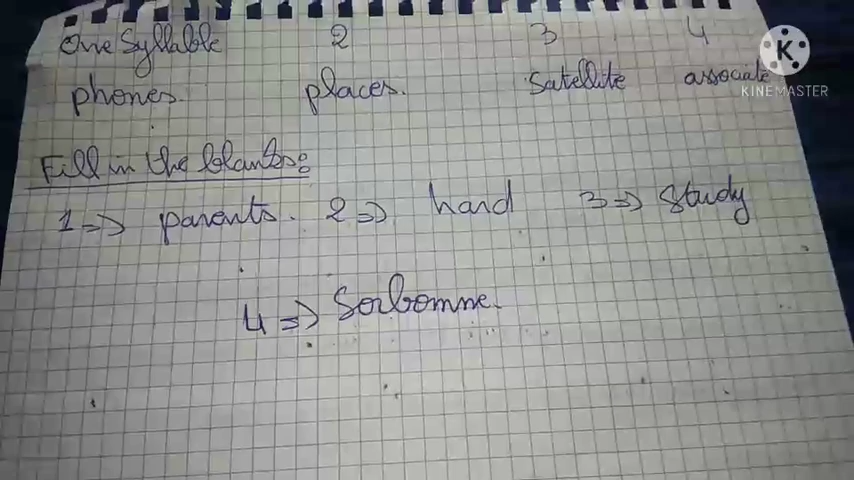 One Syllable 2 3 4
phones. places. Satellite associate
Fill in the blanks:
1=> parents. 2=> hard 3=> study
4=> Sorbonne.
K
KINEMASTER